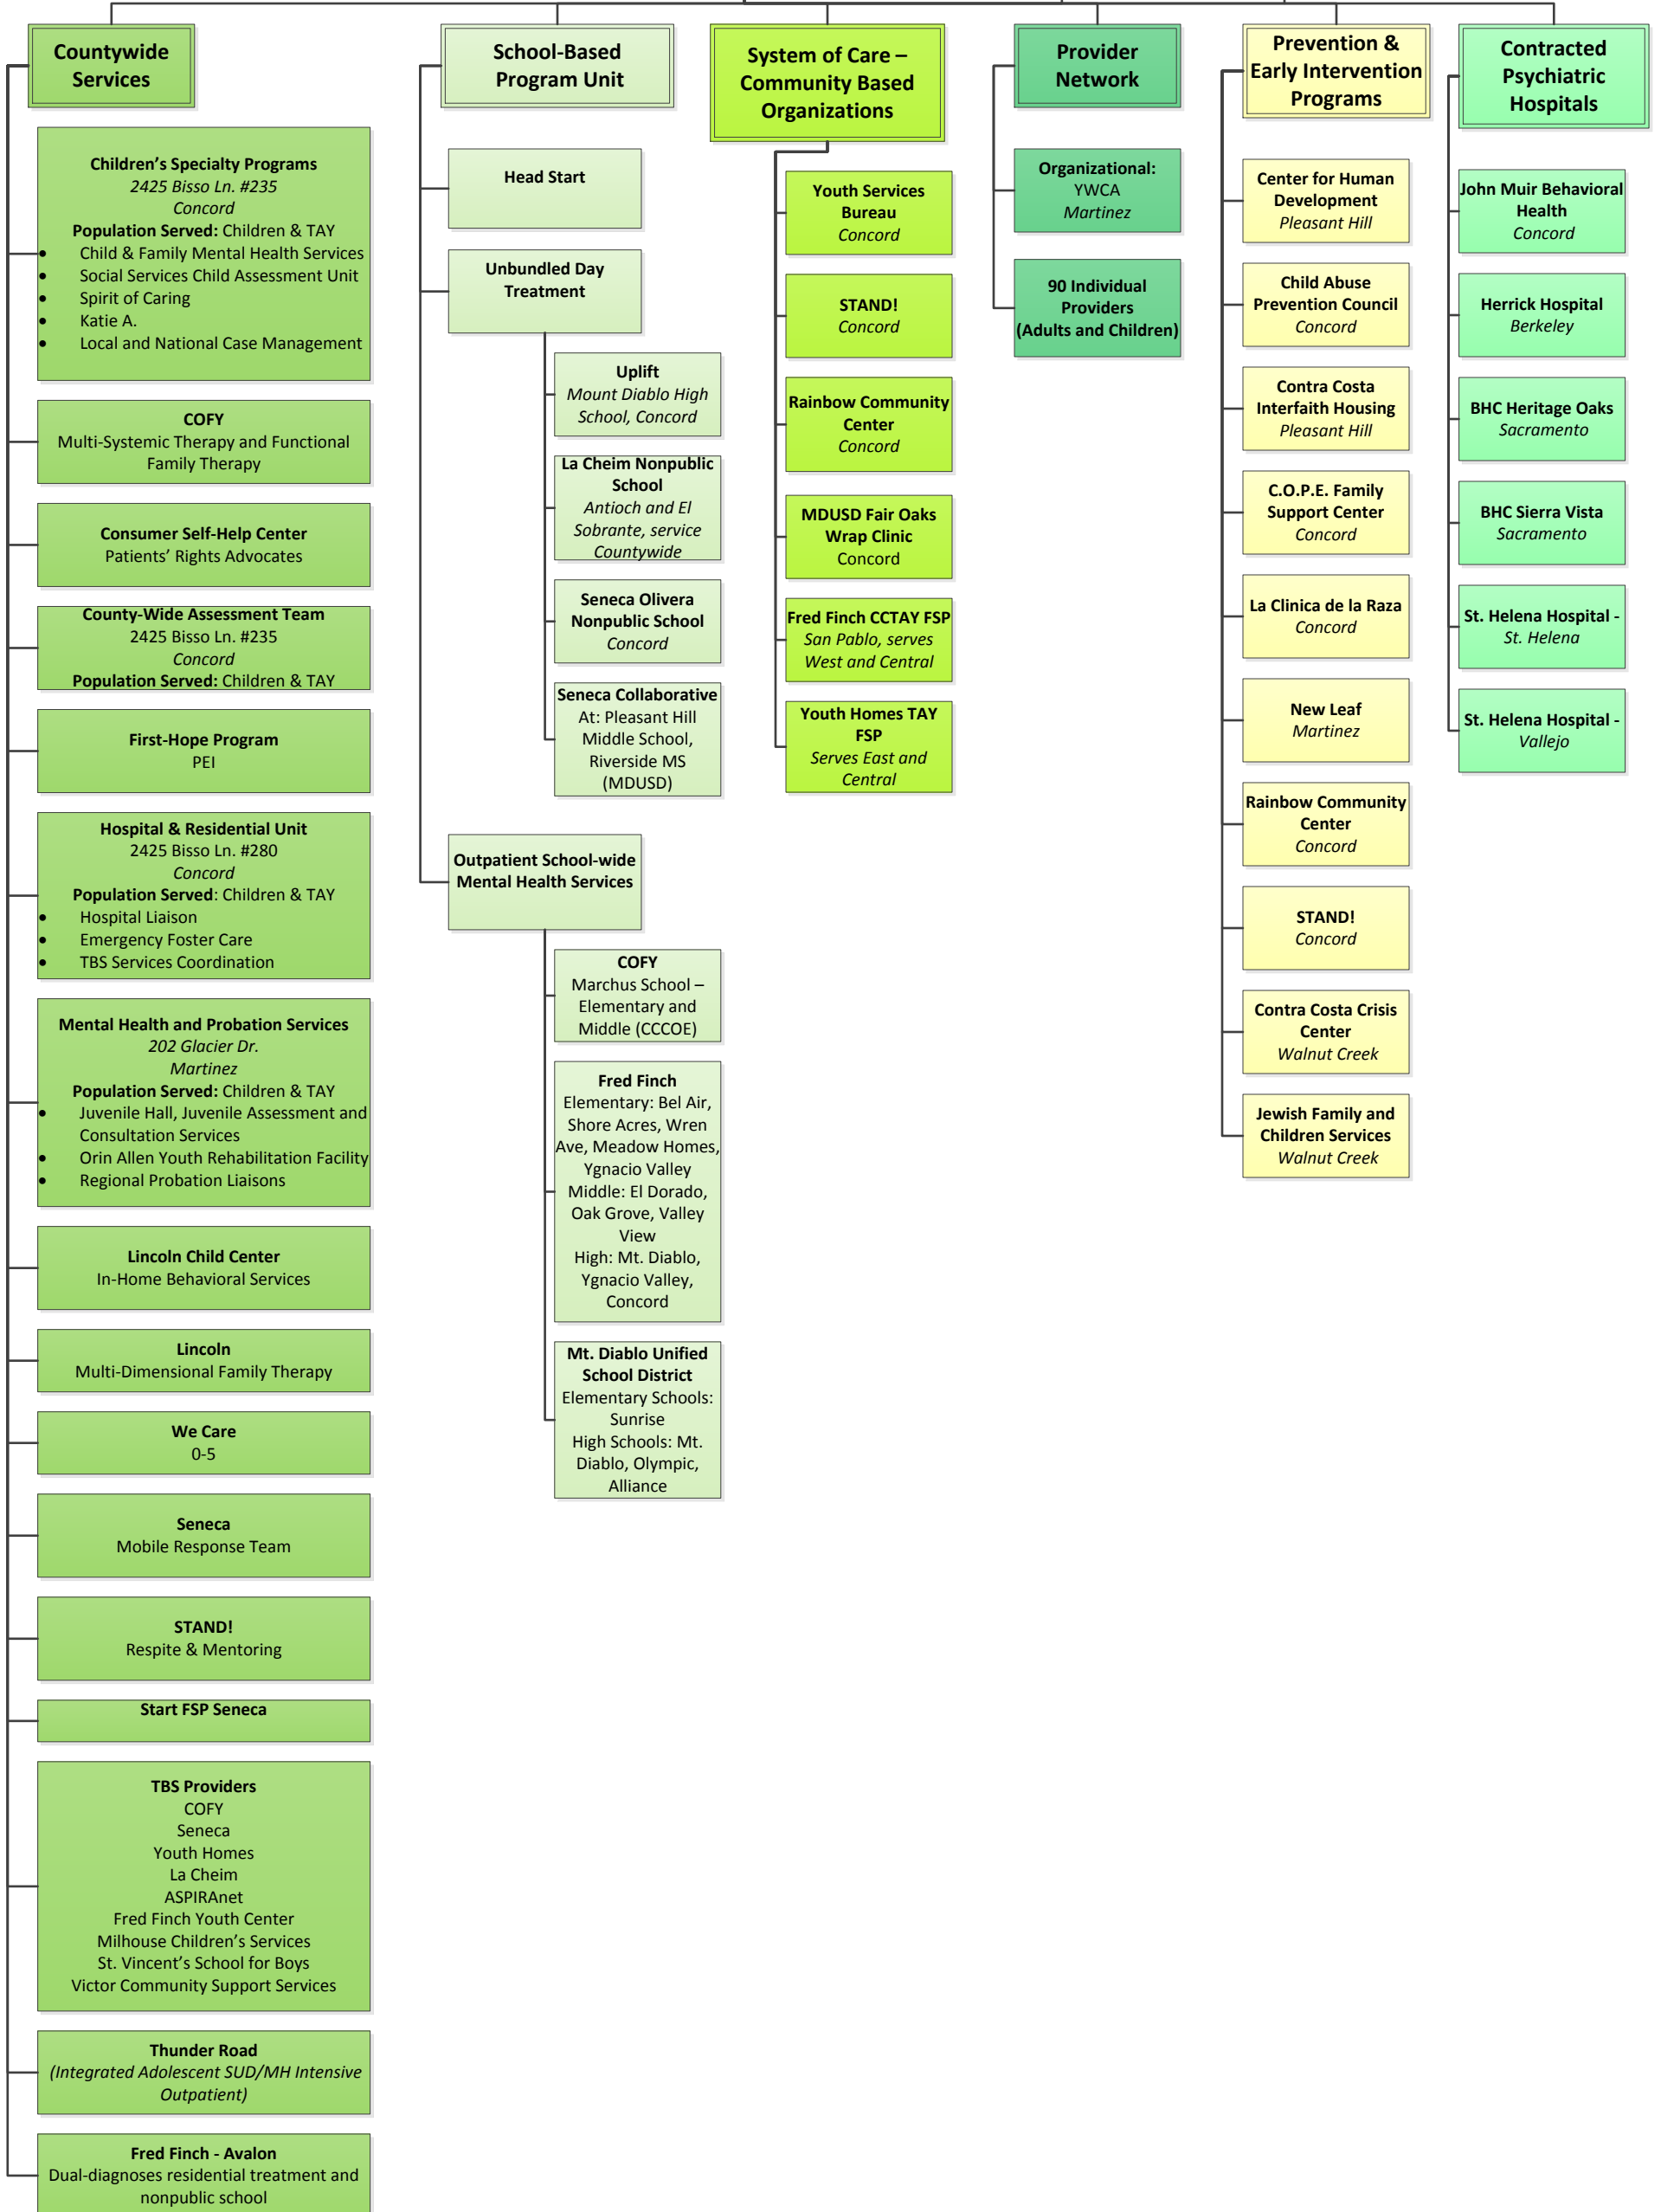 Countywide
Services
Children's Specialty Programs
2425 Bisso Ln. #235
Concord
Population Served: Children & TAY
• Child & Family Mental Health Services
• Social Services Child Assessment Unit
• Spirit of Caring
• Katie A.
• Local and National Case Management
COFY
Multi-Systemic Therapy and Functional
Family Therapy
Consumer Self-Help Center
Patients' Rights Advocates
County-Wide Assessment Team
2425 Bisso Ln. #235
Concord
Population Served: Children & TAY
First-Hope Program
PEI
Hospital & Residential Unit
2425 Bisso Ln. #280
Concord
Population Served: Children & TAY
• Hospital Liaison
• Emergency Foster Care
• TBS Services Coordination
Mental Health and Probation Services
202 Glacier Dr.
Martinez
Population Served: Children & TAY
• Juvenile Hall, Juvenile Assessment and
Consultation Services
• Orin Allen Youth Rehabilitation Facility
• Regional Probation Liaisons
Lincoln Child Center
In-Home Behavioral Services
Lincoln
Multi-Dimensional Family Therapy
We Care
0-5
Seneca
Mobile Response Team
STAND!
Respite & Mentoring
Start FSP Seneca
TBS Providers
COFY
Seneca
Youth Homes
La Cheim
ASPIRAnet
Fred Finch Youth Center
Milhouse Children's Services
St. Vincent's School for Boys
Victor Community Support Services
Thunder Road
(Integrated Adolescent SUD/MH Intensive
Outpatient)
Fred Finch - Avalon
Dual-diagnoses residential treatment and
nonpublic school
School-Based
Program Unit
Head Start
Unbundled Day
Treatment
Uplift
Mount Diablo High
School, Concord
La Cheim Nonpublic
School
Antioch and El
Sobrante, service
Countywide
Seneca Olivera
Nonpublic School
Concord
Seneca Collaborative
At: Pleasant Hill
Middle School,
Riverside MS
(MDUSD)
Outpatient School-wide
Mental Health Services
COFY
Marchus School –
Elementary and
Middle (CCCOE)
Fred Finch
Elementary: Bel Air,
Shore Acres, Wren
Ave, Meadow Homes,
Ygnacio Valley
Middle: El Dorado,
Oak Grove, Valley
View
High: Mt. Diablo,
Ygnacio Valley,
Concord
Mt. Diablo Unified
School District
Elementary Schools:
Sunrise
High Schools: Mt.
Diablo, Olympic,
Alliance
System of Care –
Community Based
Organizations
Youth Services
Bureau
Concord
STAND!
Concord
Rainbow Community
Center
Concord
MDUSD Fair Oaks
Wrap Clinic
Concord
Fred Finch CCTAY FSP
San Pablo, serves
West and Central
Youth Homes TAY
FSP
Serves East and
Central
Provider
Network
Organizational:
YWCA
Martinez
90 Individual
Providers
(Adults and Children)
Prevention &
Early Intervention
Programs
Center for Human
Development
Pleasant Hill
Child Abuse
Prevention Council
Concord
Contra Costa
Interfaith Housing
Pleasant Hill
C.O.P.E. Family
Support Center
Concord
La Clinica de la Raza
Concord
New Leaf
Martinez
Rainbow Community
Center
Concord
STAND!
Concord
Contra Costa Crisis
Center
Walnut Creek
Jewish Family and
Children Services
Walnut Creek
Contracted
Psychiatric
Hospitals
John Muir Behavioral
Health
Concord
Herrick Hospital
Berkeley
BHC Heritage Oaks
Sacramento
BHC Sierra Vista
Sacramento
St. Helena Hospital -
St. Helena
St. Helena Hospital -
Vallejo